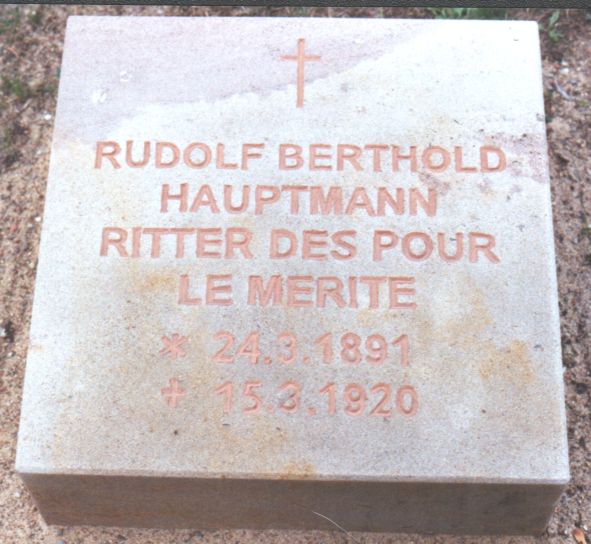 RUDOLF BERTHOLD
HAUPTMANN
RITTER DES POUR
LE MERITE
* 24.3.1891
+ 15.3.1920